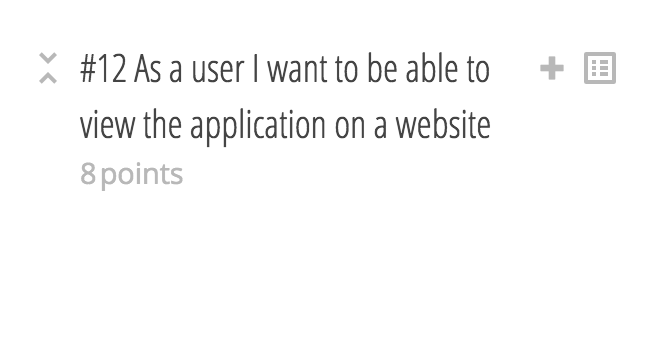 #12 As a user I want to be able to
view the application on a website
8 points